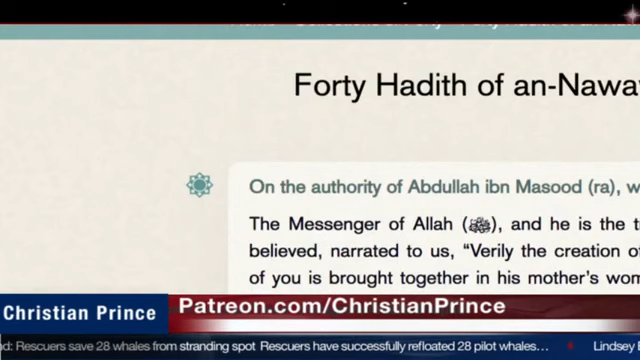 Forty Hadith of an-Nawa
On the authority of Abdullah ibn Masood (ra), w
The Messenger of Allah (ﷺ), and he is the t
believed, narrated to us, “Verily the creation o
of you is brought together in his mother's wom
Christian Prince
Patreon.com/ChristianPrince
nd: Rescuers save 28 whales from stranding spot Rescuers have successfully refloated 28 pilot whales… Lindsey